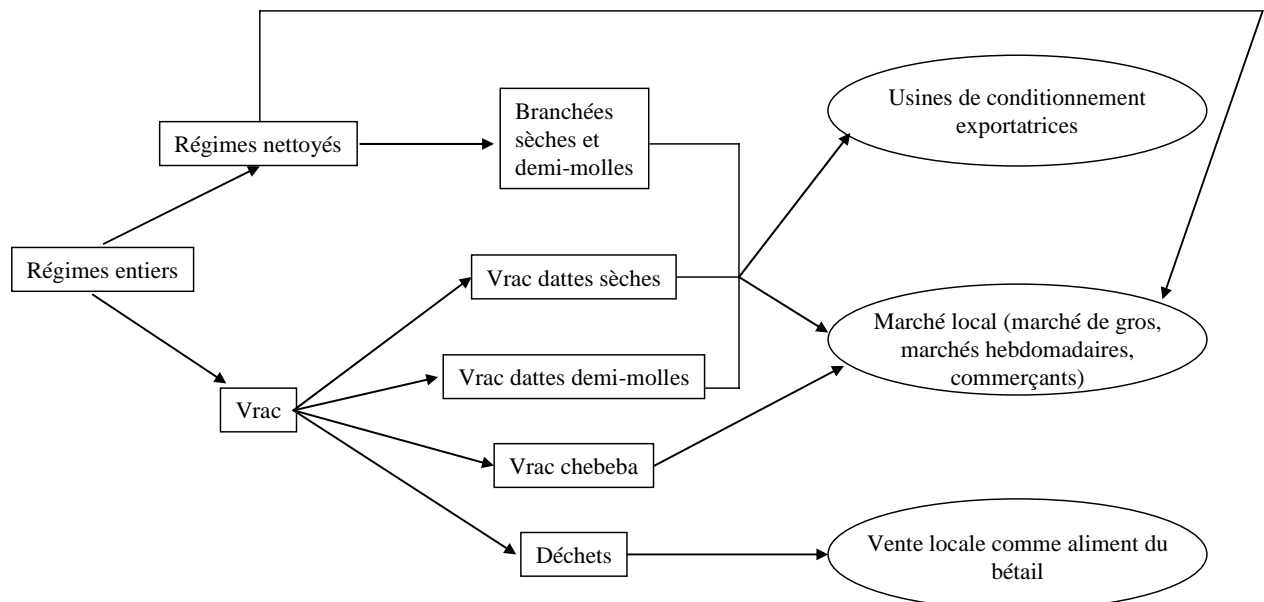 Usines de conditionnement
exportatrices
Branchées
sèches et
demi-molles
Régimes nettoyés
Régimes entiers
Vrac dattes sèches
Marché local (marché de gros,
marchés hebdomadaires,
commerçants)
Vrac dattes demi-molles
Vrac
Vrac chebeba
Déchets
Vente locale comme aliment du
bétail